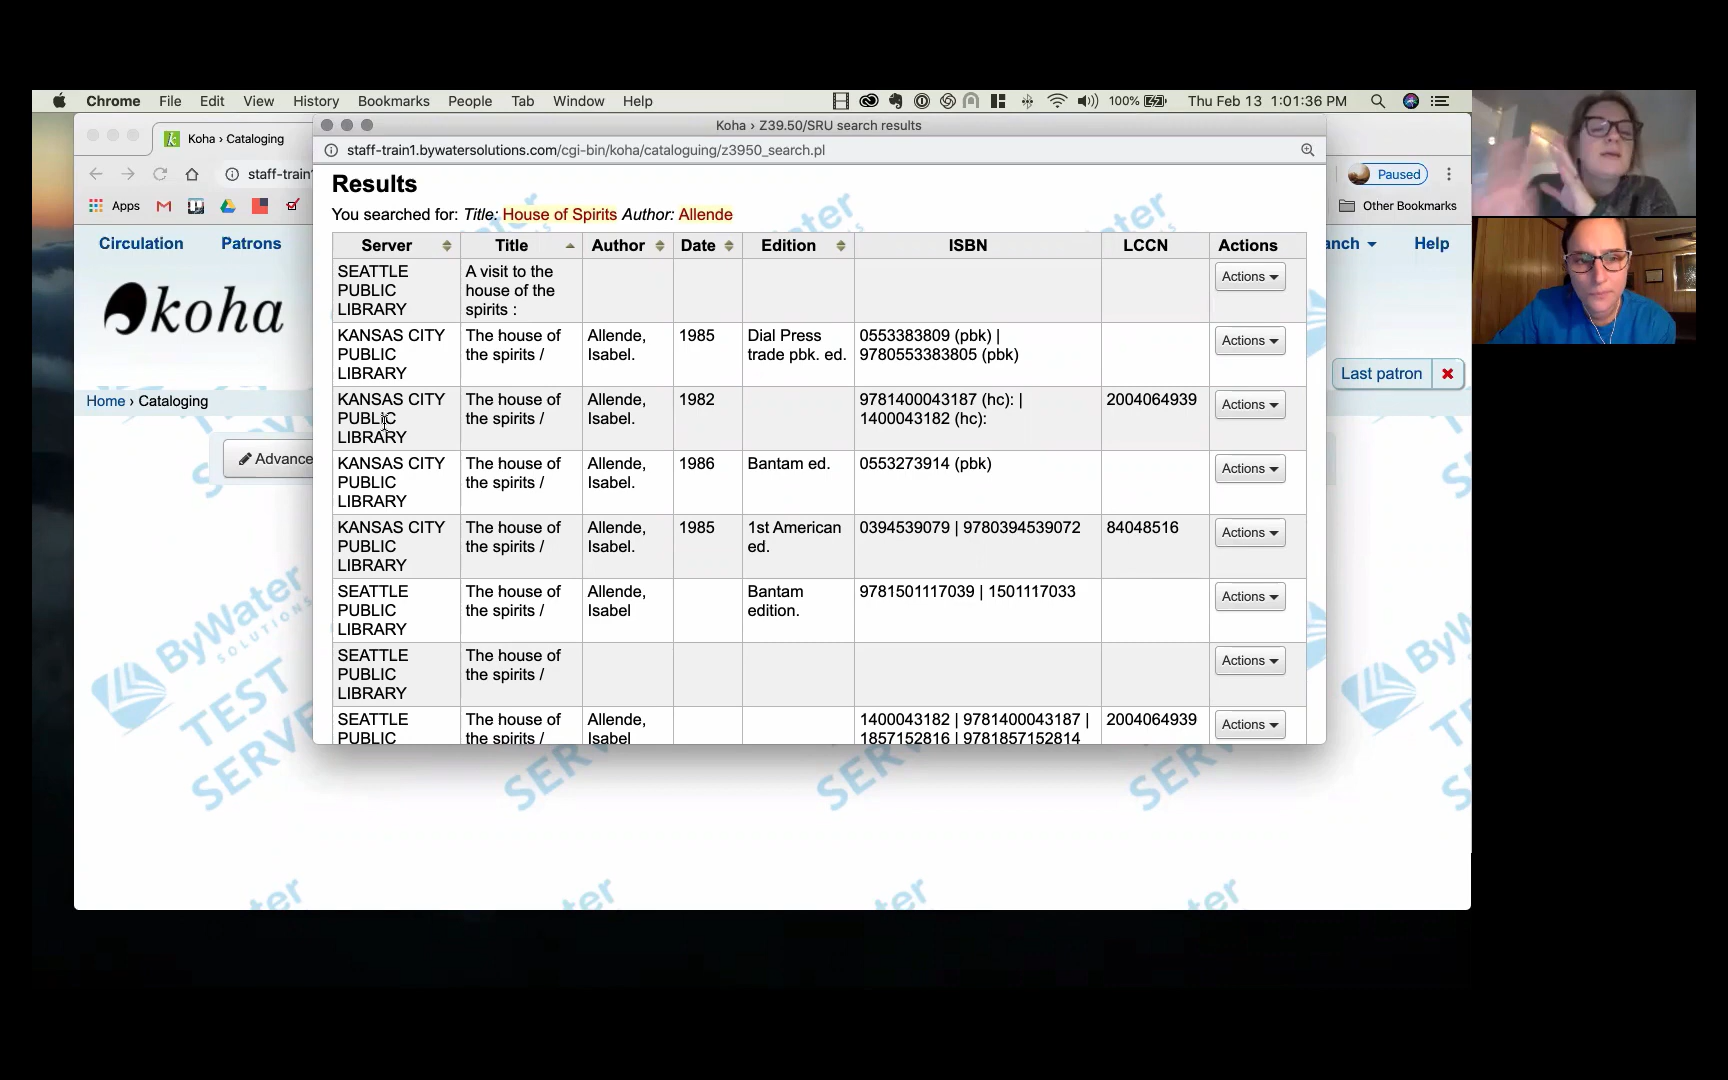 Chrome File Edit View History Bookmarks People Tab Window Help 100% Thu Feb 13 1:01:36 PM
Koha › Cataloging
Koha › Z39.50/SRU search results
staff-train1.bywatersolutions.com/cgi-bin/koha/cataloguing/z3950_search.pl
staff-train
Paused
Apps
Other Bookmarks
Circulation Patrons
Help
koha
Last patron
Home › Cataloging
Advance
Results
You searched for: Title: House of Spirits Author: Allende
Server Title Author Date Edition ISBN LCCN Actions
SEATTLE A visit to the Actions
PUBLIC house of the
LIBRARY spirits :
KANSAS CITY The house of Allende, 1985 Dial Press 0553383809 (pbk) | Actions
PUBLIC the spirits / Isabel. trade pbk. ed. 9780553383805 (pbk)
LIBRARY
KANSAS CITY The house of Allende, 1982 9781400043187 (hc): | 2004064939 Actions
PUBLIC the spirits / Isabel. 1400043182 (hc):
LIBRARY
KANSAS CITY The house of Allende, 1986 Bantam ed. 0553273914 (pbk) Actions
PUBLIC the spirits / Isabel.
LIBRARY
KANSAS CITY The house of Allende, 1985 1st American 0394539079 | 9780394539072 84048516 Actions
PUBLIC the spirits / Isabel. ed.
LIBRARY
SEATTLE The house of Allende, Bantam 9781501117039 | 1501117033 Actions
PUBLIC the spirits / Isabel edition.
LIBRARY
SEATTLE The house of Actions
PUBLIC the spirits /
LIBRARY
SEATTLE The house of Allende, 1400043182 | 9781400043187 | 2004064939 Actions
PUBLIC the spirits / Isabel 1857152816 | 9781857152814
ByWater
SOLUTIONS
TEST